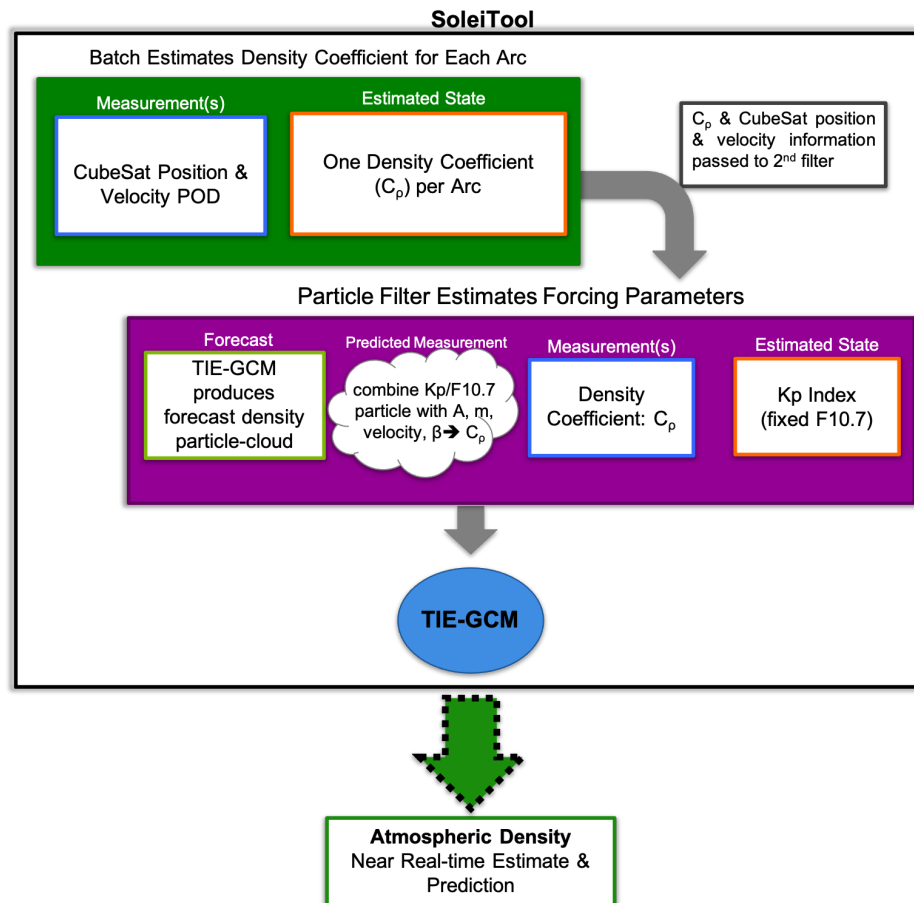 SoleiTool
Batch Estimates Density Coefficient for Each Arc
Measurement(s)
CubeSat Position &
Velocity POD
Estimated State
One Density Coefficient
(Cρ) per Arc
Cρ & CubeSat position
& velocity information
passed to 2nd filter
Particle Filter Estimates Forcing Parameters
Forecast
TIE-GCM
produces
forecast density
particle-cloud
Predicted Measurement
combine Kp/F10.7
particle with A, m,
velocity, β➔ Cρ
Measurement(s)
Density
Coefficient: Cρ
Estimated State
Kp Index
(fixed F10.7)
TIE-GCM
Atmospheric Density
Near Real-time Estimate &
Prediction